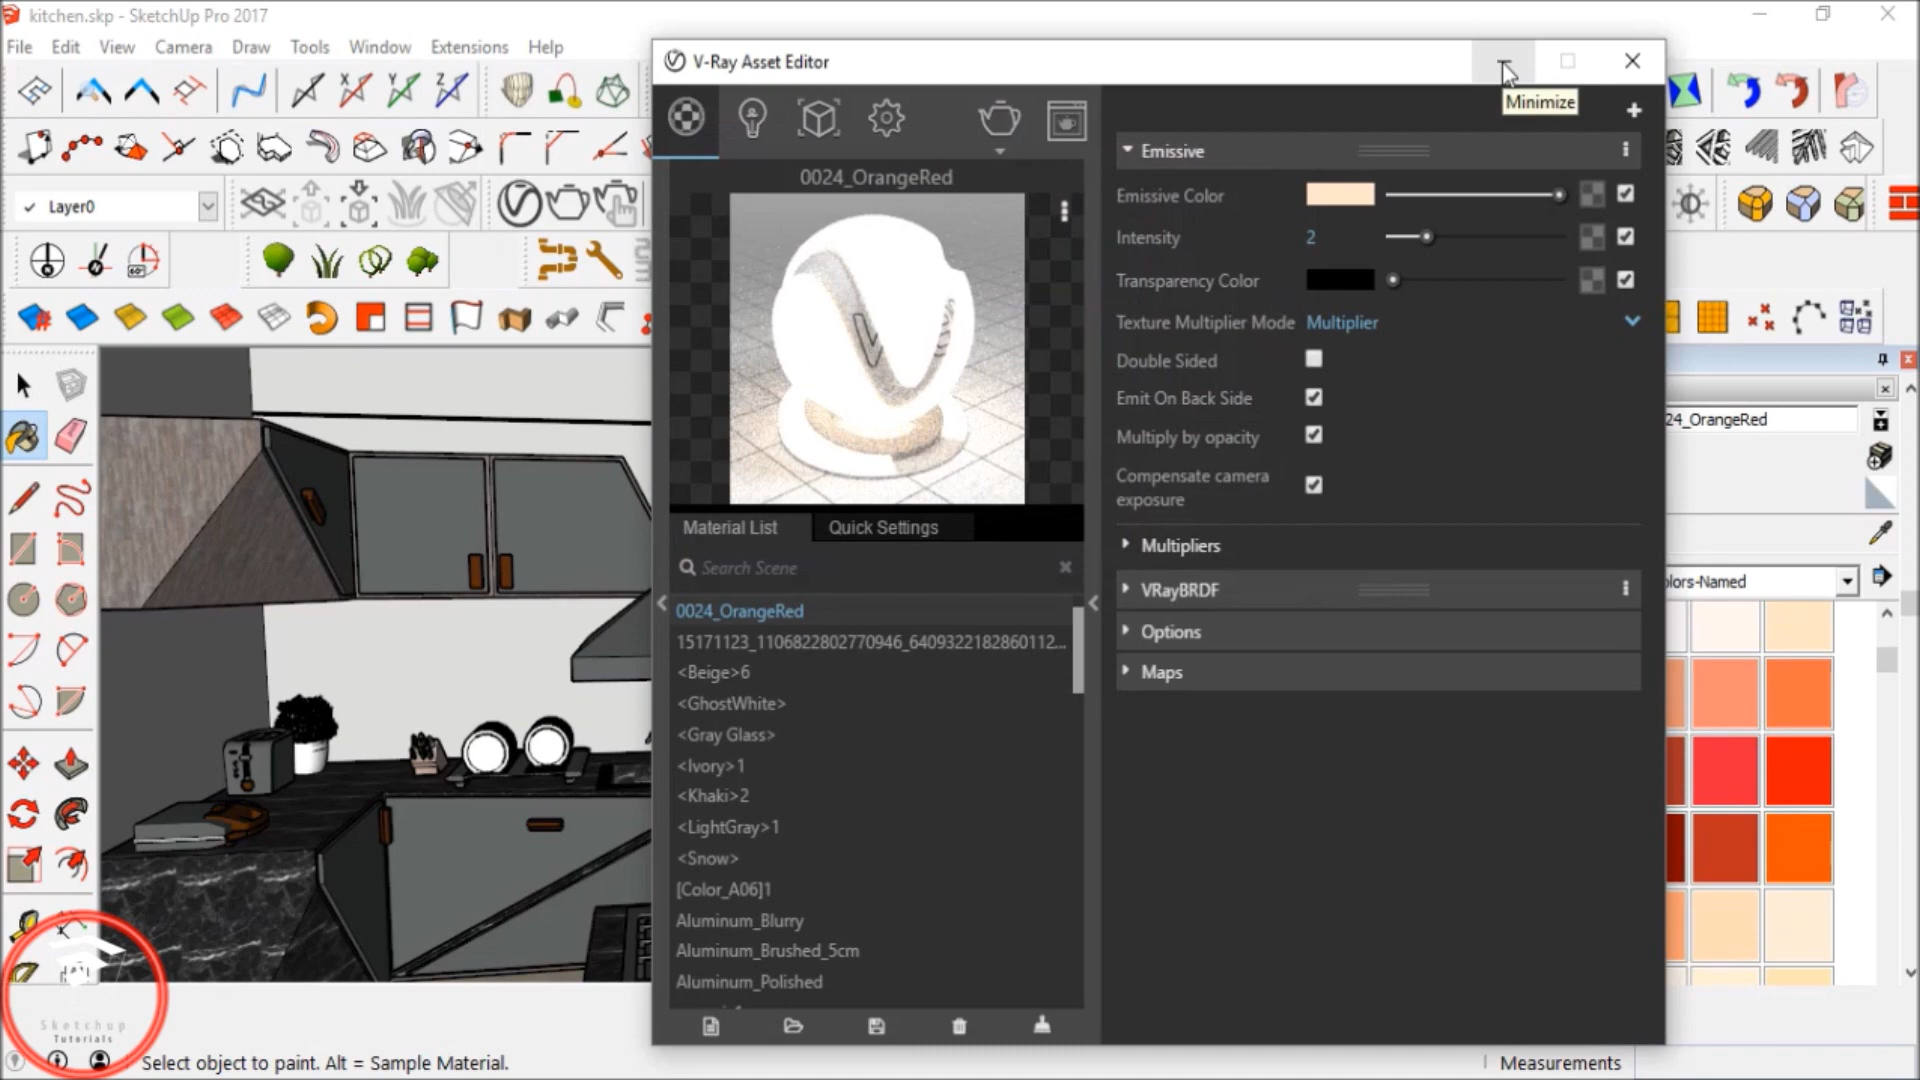 kitchen.skp - SketchUp Pro 2017
File Edit View Camera Draw Tools Window Extensions Help
V-Ray Asset Editor
Minimize
X Y Z
Layer0
60°
0024_OrangeRed
Material List Quick Settings
Search Scene
0024_OrangeRed
15171123_1106822802770946_6409322182860112...
<Beige>6
<GhostWhite>
<Gray Glass>
<Ivory>1
<Khaki>2
<LightGray>1
<Snow>
[Color_A06]1
Aluminum_Blurry
Aluminum_Brushed_5cm
Aluminum_Polished
Emissive
Emissive Color
Intensity 2
Transparency Color
Texture Multiplier Mode Multiplier
Double Sided
Emit On Back Side
Multiply by opacity
Compensate camera
exposure
Multipliers
VRayBRDF
Options
Maps
24_OrangeRed
olors-Named
Sketchup
Tutorials
Select object to paint. Alt = Sample Material.
Measurements